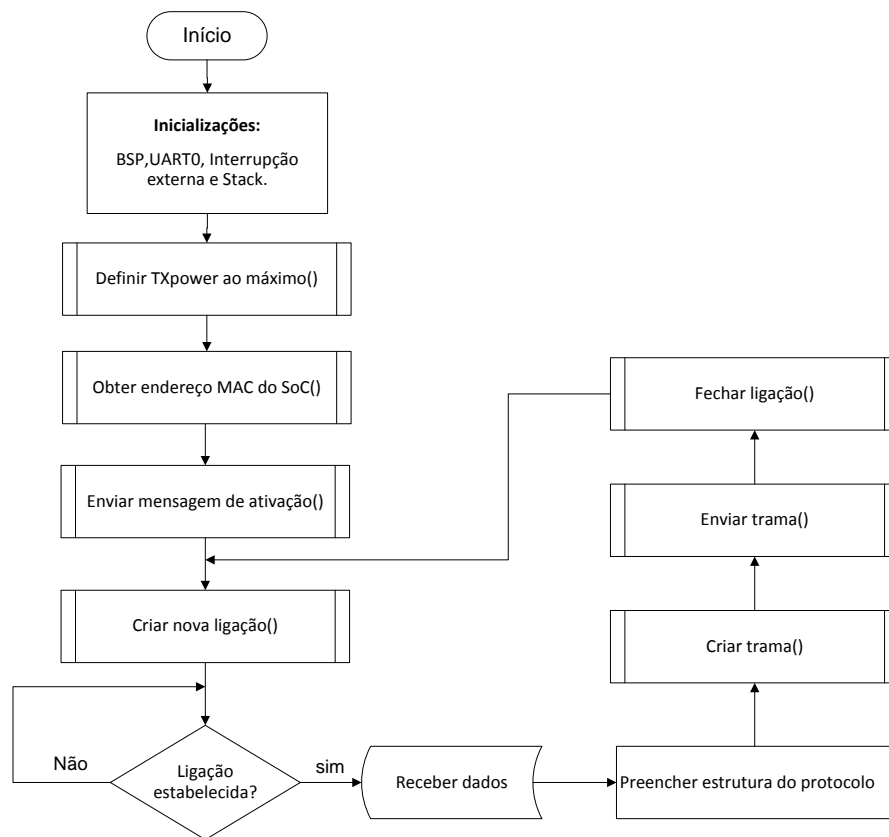 Início
Inicializações:
BSP,UART0, Interrupção
externa e Stack.
Definir TXpower ao máximo()
Obter endereço MAC do SoC()
Enviar mensagem de ativação()
Criar nova ligação()
Ligação
estabelecida?
Não
sim
Receber dados
Preencher estrutura do protocolo
Criar trama()
Enviar trama()
Fechar ligação()